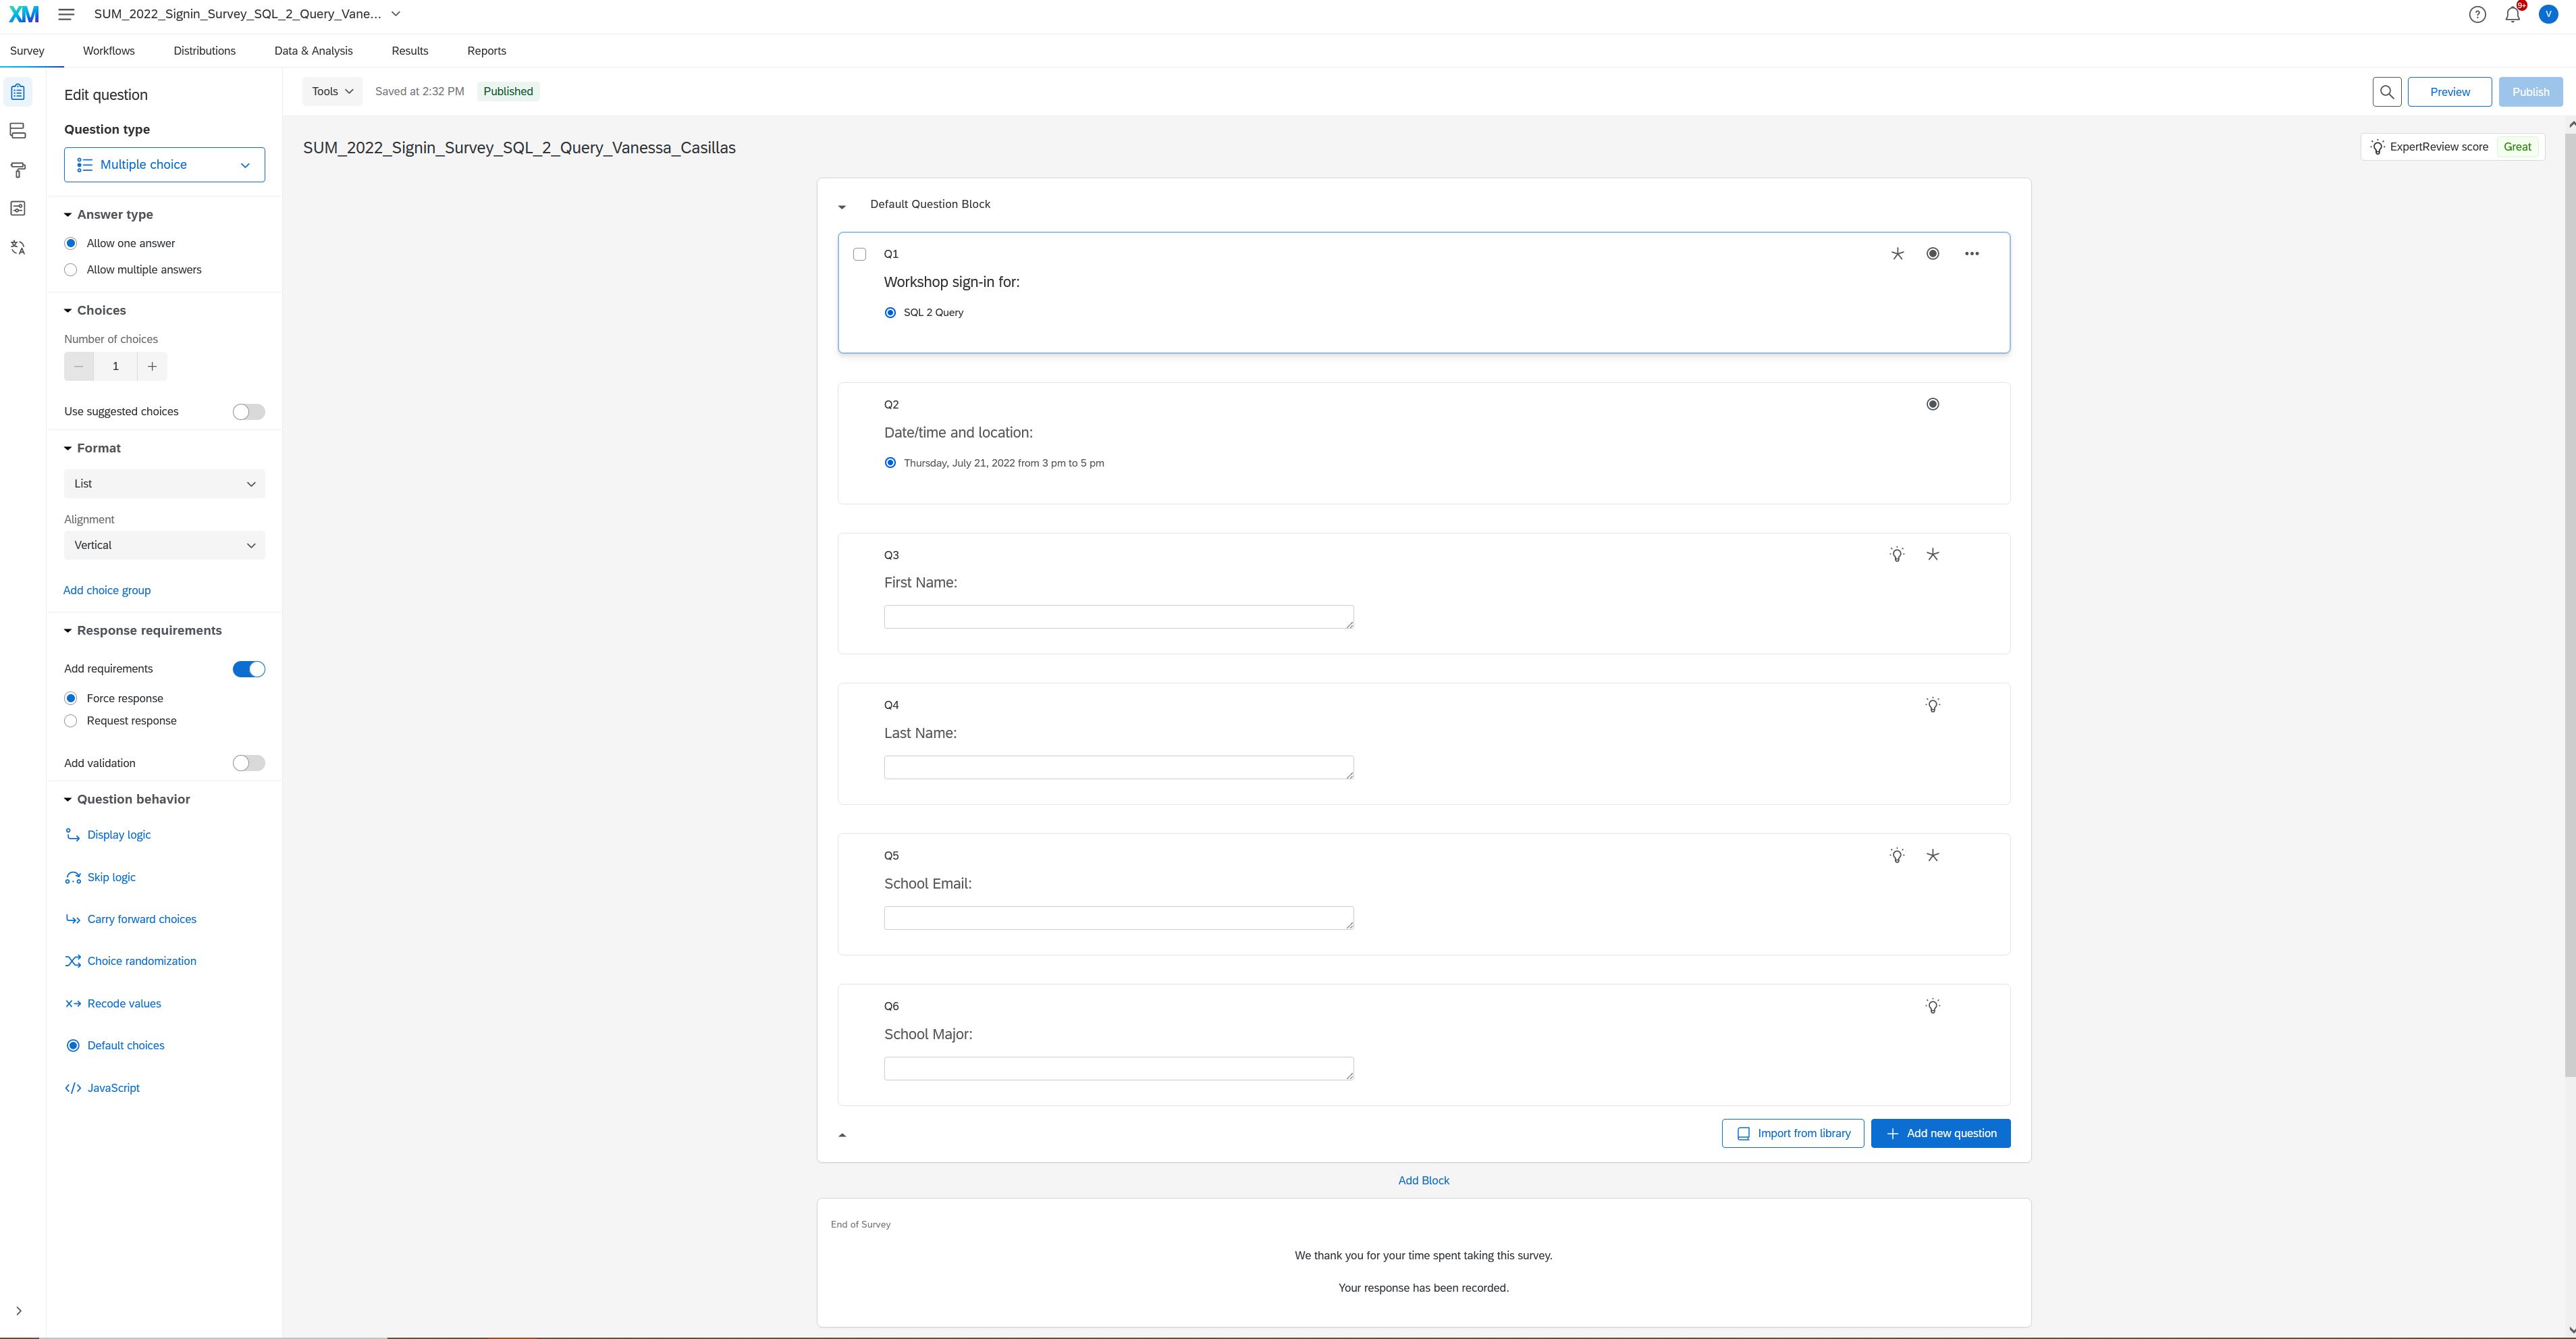 XM
SUM_2022_Signin_Survey_SQL_2_Query_Vane...
9+
V
Survey
Workflows
Distributions
Data & Analysis
Results
Reports
Edit question
Question type
Multiple choice
Answer type
Allow one answer
Allow multiple answers
Choices
Number of choices
1
Use suggested choices
Format
List
Alignment
Vertical
Add choice group
Response requirements
Add requirements
Force response
Request response
Add validation
Question behavior
Display logic
Skip logic
Carry forward choices
Choice randomization
Recode values
Default choices
JavaScript
Tools
Saved at 2:32 PM
Published
Preview
Publish
SUM_2022_Signin_Survey_SQL_2_Query_Vanessa_Casillas
ExpertReview score
Great
Default Question Block
Q1
Workshop sign-in for:
SQL 2 Query
Q2
Date/time and location:
Thursday, July 21, 2022 from 3 pm to 5 pm
Q3
First Name:
Q4
Last Name:
Q5
School Email:
Q6
School Major:
Import from library
Add new question
Add Block
End of Survey
We thank you for your time spent taking this survey.
Your response has been recorded.